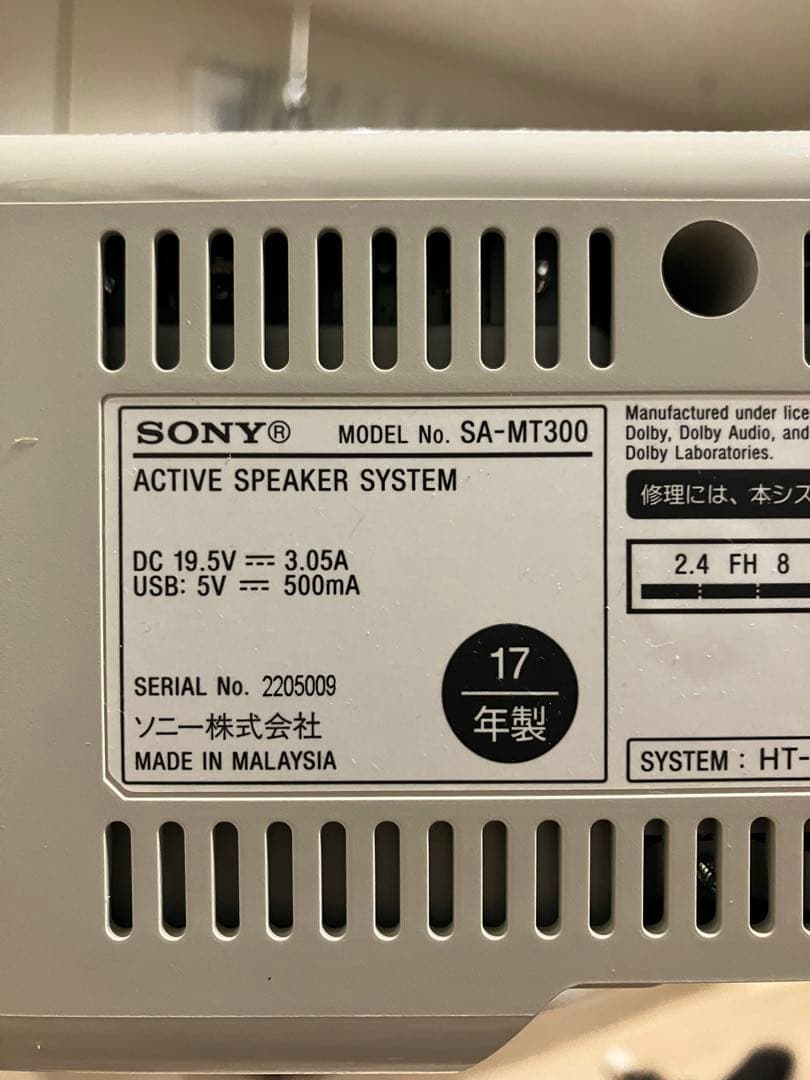 SONY® MODEL No. SA-MT300
ACTIVE SPEAKER SYSTEM
DC 19.5V ⎓ 3.05A
USB: 5V ⎓ 500mA
17
年製
SERIAL No. 2205009
ソニー株式会社
MADE IN MALAYSIA
Manufactured under lice
Dolby, Dolby Audio, and
Dolby Laboratories.
修理には、本シス
2.4 FH 8
SYSTEM : HT-